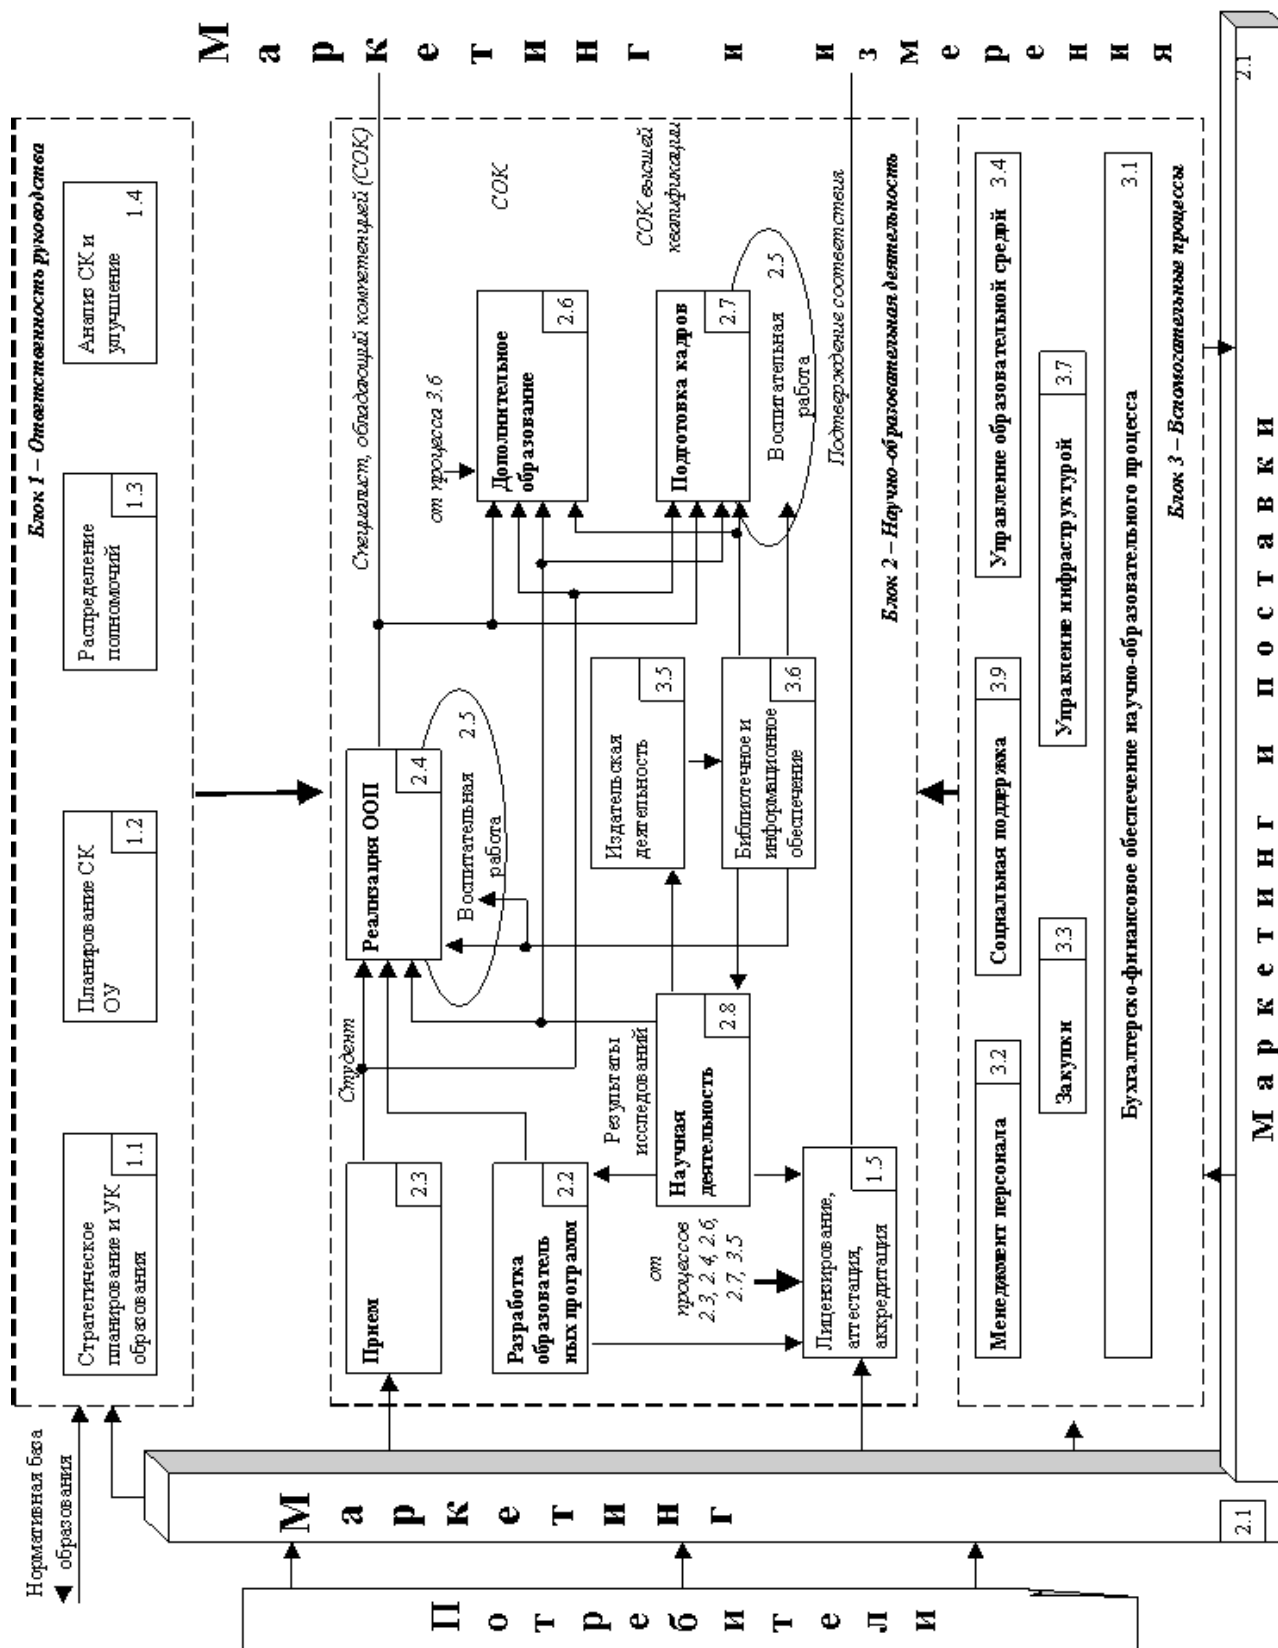 Нормативная база
образования
Потребители
Маркетинг
2.1
Блок 1 – Ответственность руководства
Стратегическое
планирование и УК
образования
1.1
Планирование СК
ОУ
1.2
Распределение
полномочий
1.3
Анализ СК и
улучшение
1.4
Прием
2.3
Студент
Реализация ООП
2.4
Воспитательная
работа
2.5
Специалист, обладающий компетенцией (СОК)
Разработка
образователь
ных программ
2.2
Результаты
исследований
Научная
деятельность
2.8
Издательская
деятельность
3.5
Библиотечное и
информационное
обеспечение
3.6
от процесса 3.6
Дополнительное
образование
2.6
СОК
Подготовка кадров
2.7
Воспитательная
работа
2.5
СОК высшей
квалификации
от
процессов
2.3, 2.4, 2.6,
2.7, 3.5
Лицензирование,
аттестация,
аккредитация
1.5
Подтверждение соответствия
Блок 2 – Научно-образовательная деятельность
Менеджмент персонала
3.2
Социальная поддержка
3.9
Управление образовательной средой
3.4
Закупки
3.3
Управление инфраструктурой
3.7
Бухгалтерско-финансовое обеспечение научно-образовательного процесса
3.1
Блок 3 – Вспомогательные процессы
Маркетинг и поставки
2.1
Маркетинг и измерения